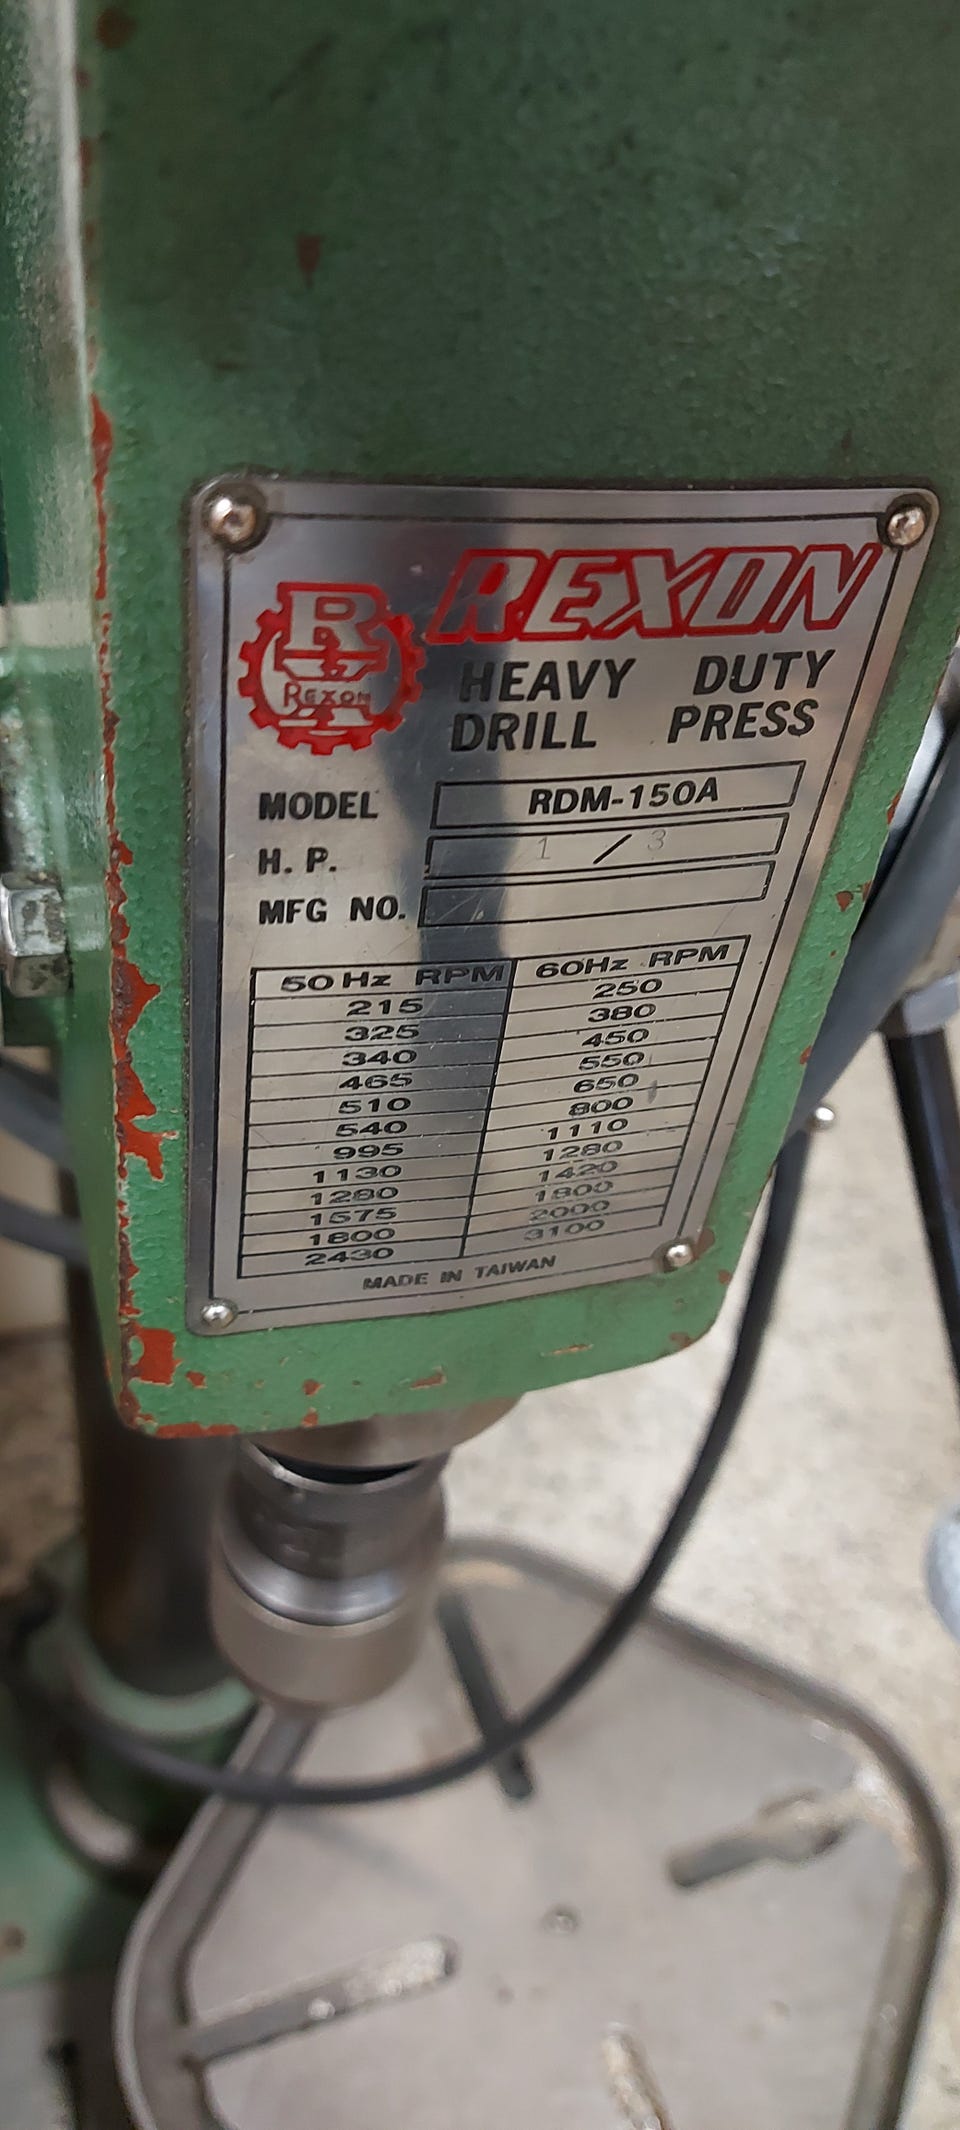 R
REXON
REXON
HEAVY DUTY
DRILL PRESS
MODEL RDM-150A
H. P. 1 / 3
MFG NO.
50Hz RPM 60Hz RPM
215 250
325 380
340 450
465 550
510 650
540 800
995 1110
1130 1280
1280 1420
1575 1800
1800 2000
2430 3100
MADE IN TAIWAN